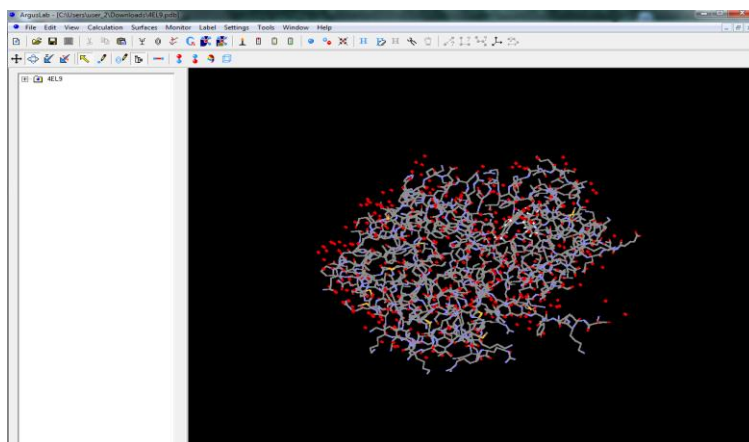 ArgusLab - [C:\Users\user_2\Downloads\4EL9.pdb]
File Edit View Calculation Surfaces Monitor Label Settings Tools Window Help
4EL9